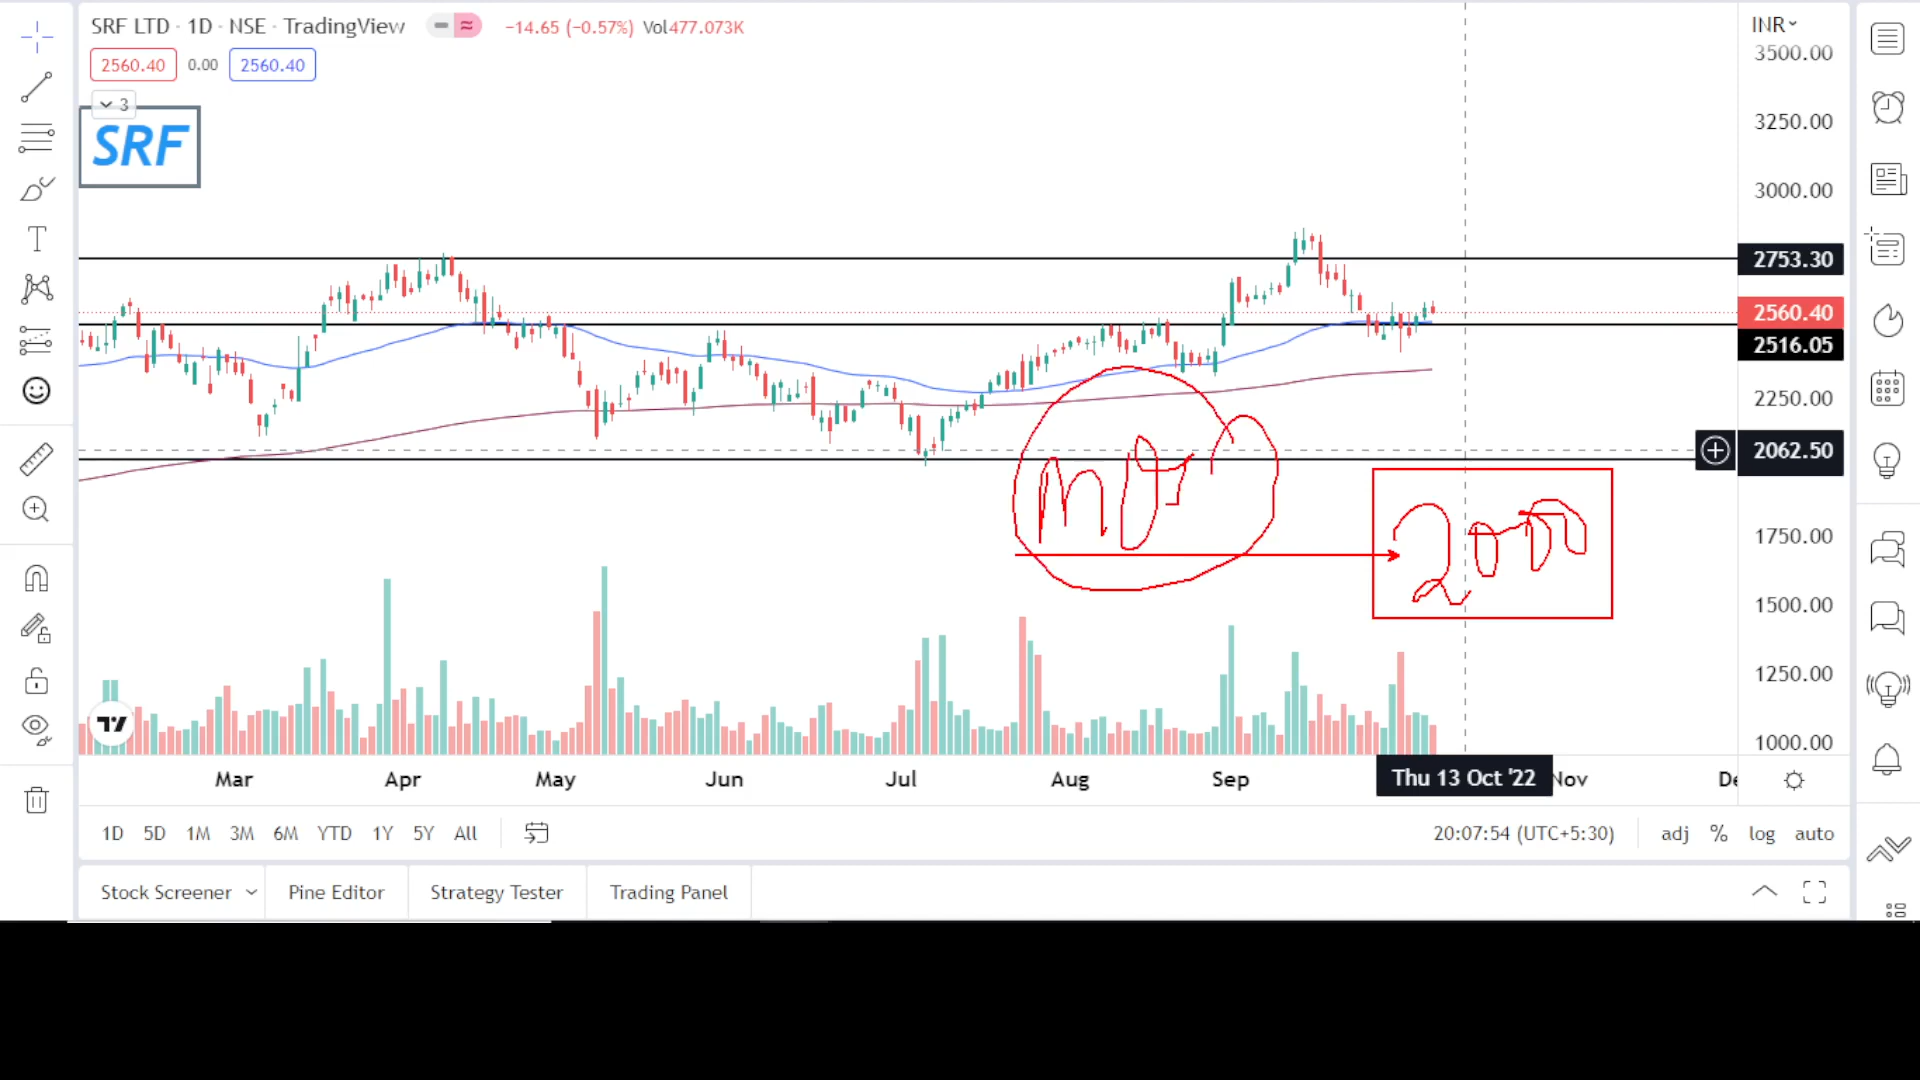 SRF LTD · 1D · NSE · TradingView
−14.65 (−0.57%) Vol477.073K
INR
2560.40 0.00 2560.40
3
SRF
3500.00
3250.00
3000.00
2753.30
2560.40
2516.05
2250.00
2062.50
1750.00
1500.00
1250.00
1000.00
Mar Apr May Jun Jul Aug Sep Thu 13 Oct '22 Nov
1D 5D 1M 3M 6M YTD 1Y 5Y All
20:07:54 (UTC+5:30) adj % log auto
Stock Screener Pine Editor Strategy Tester Trading Panel